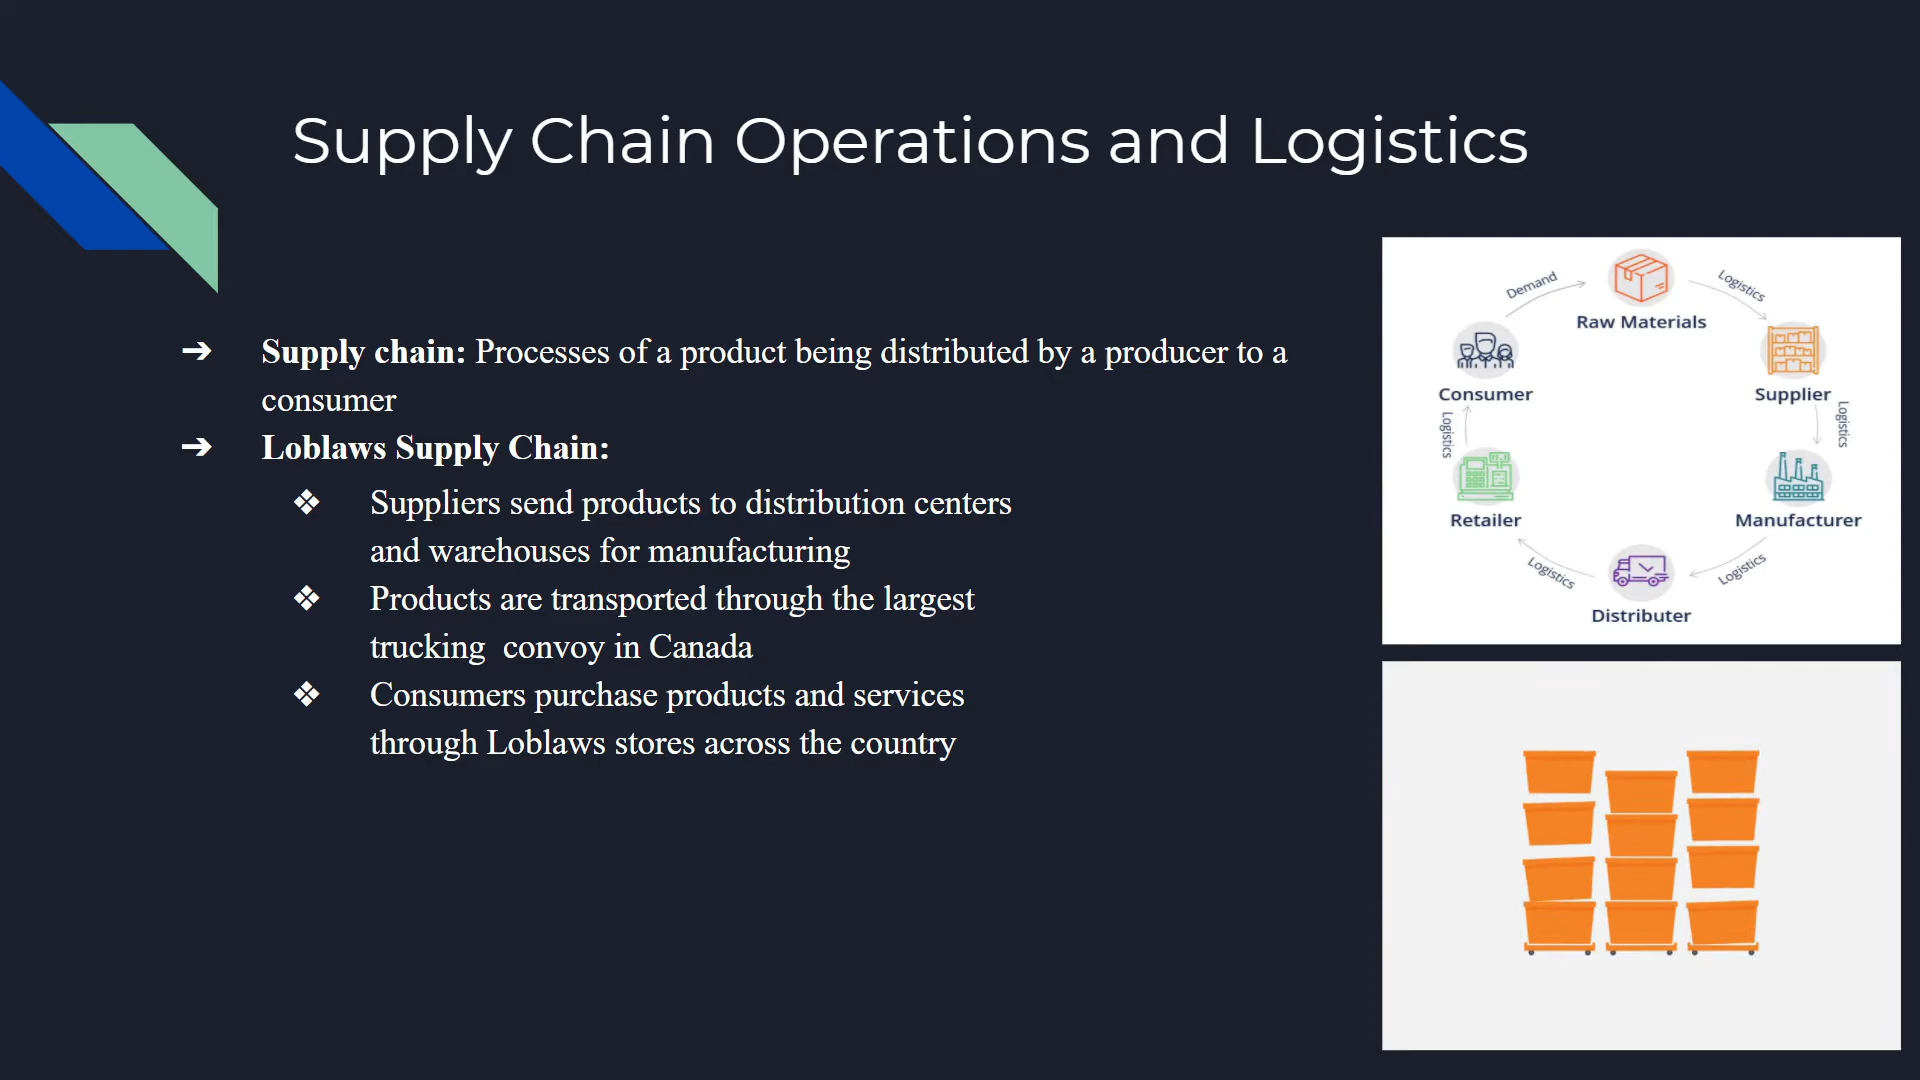 Supply Chain Operations and Logistics
➔ Supply chain: Processes of a product being distributed by a producer to a
consumer
➔ Loblaws Supply Chain:
❖ Suppliers send products to distribution centers
and warehouses for manufacturing
❖ Products are transported through the largest
trucking  convoy in Canada
❖ Consumers purchase products and services
through Loblaws stores across the country
Demand
Logistics
Raw Materials
Consumer
Supplier
Logistics
Logistics
Retailer
Manufacturer
Logistics
Logistics
Distributer